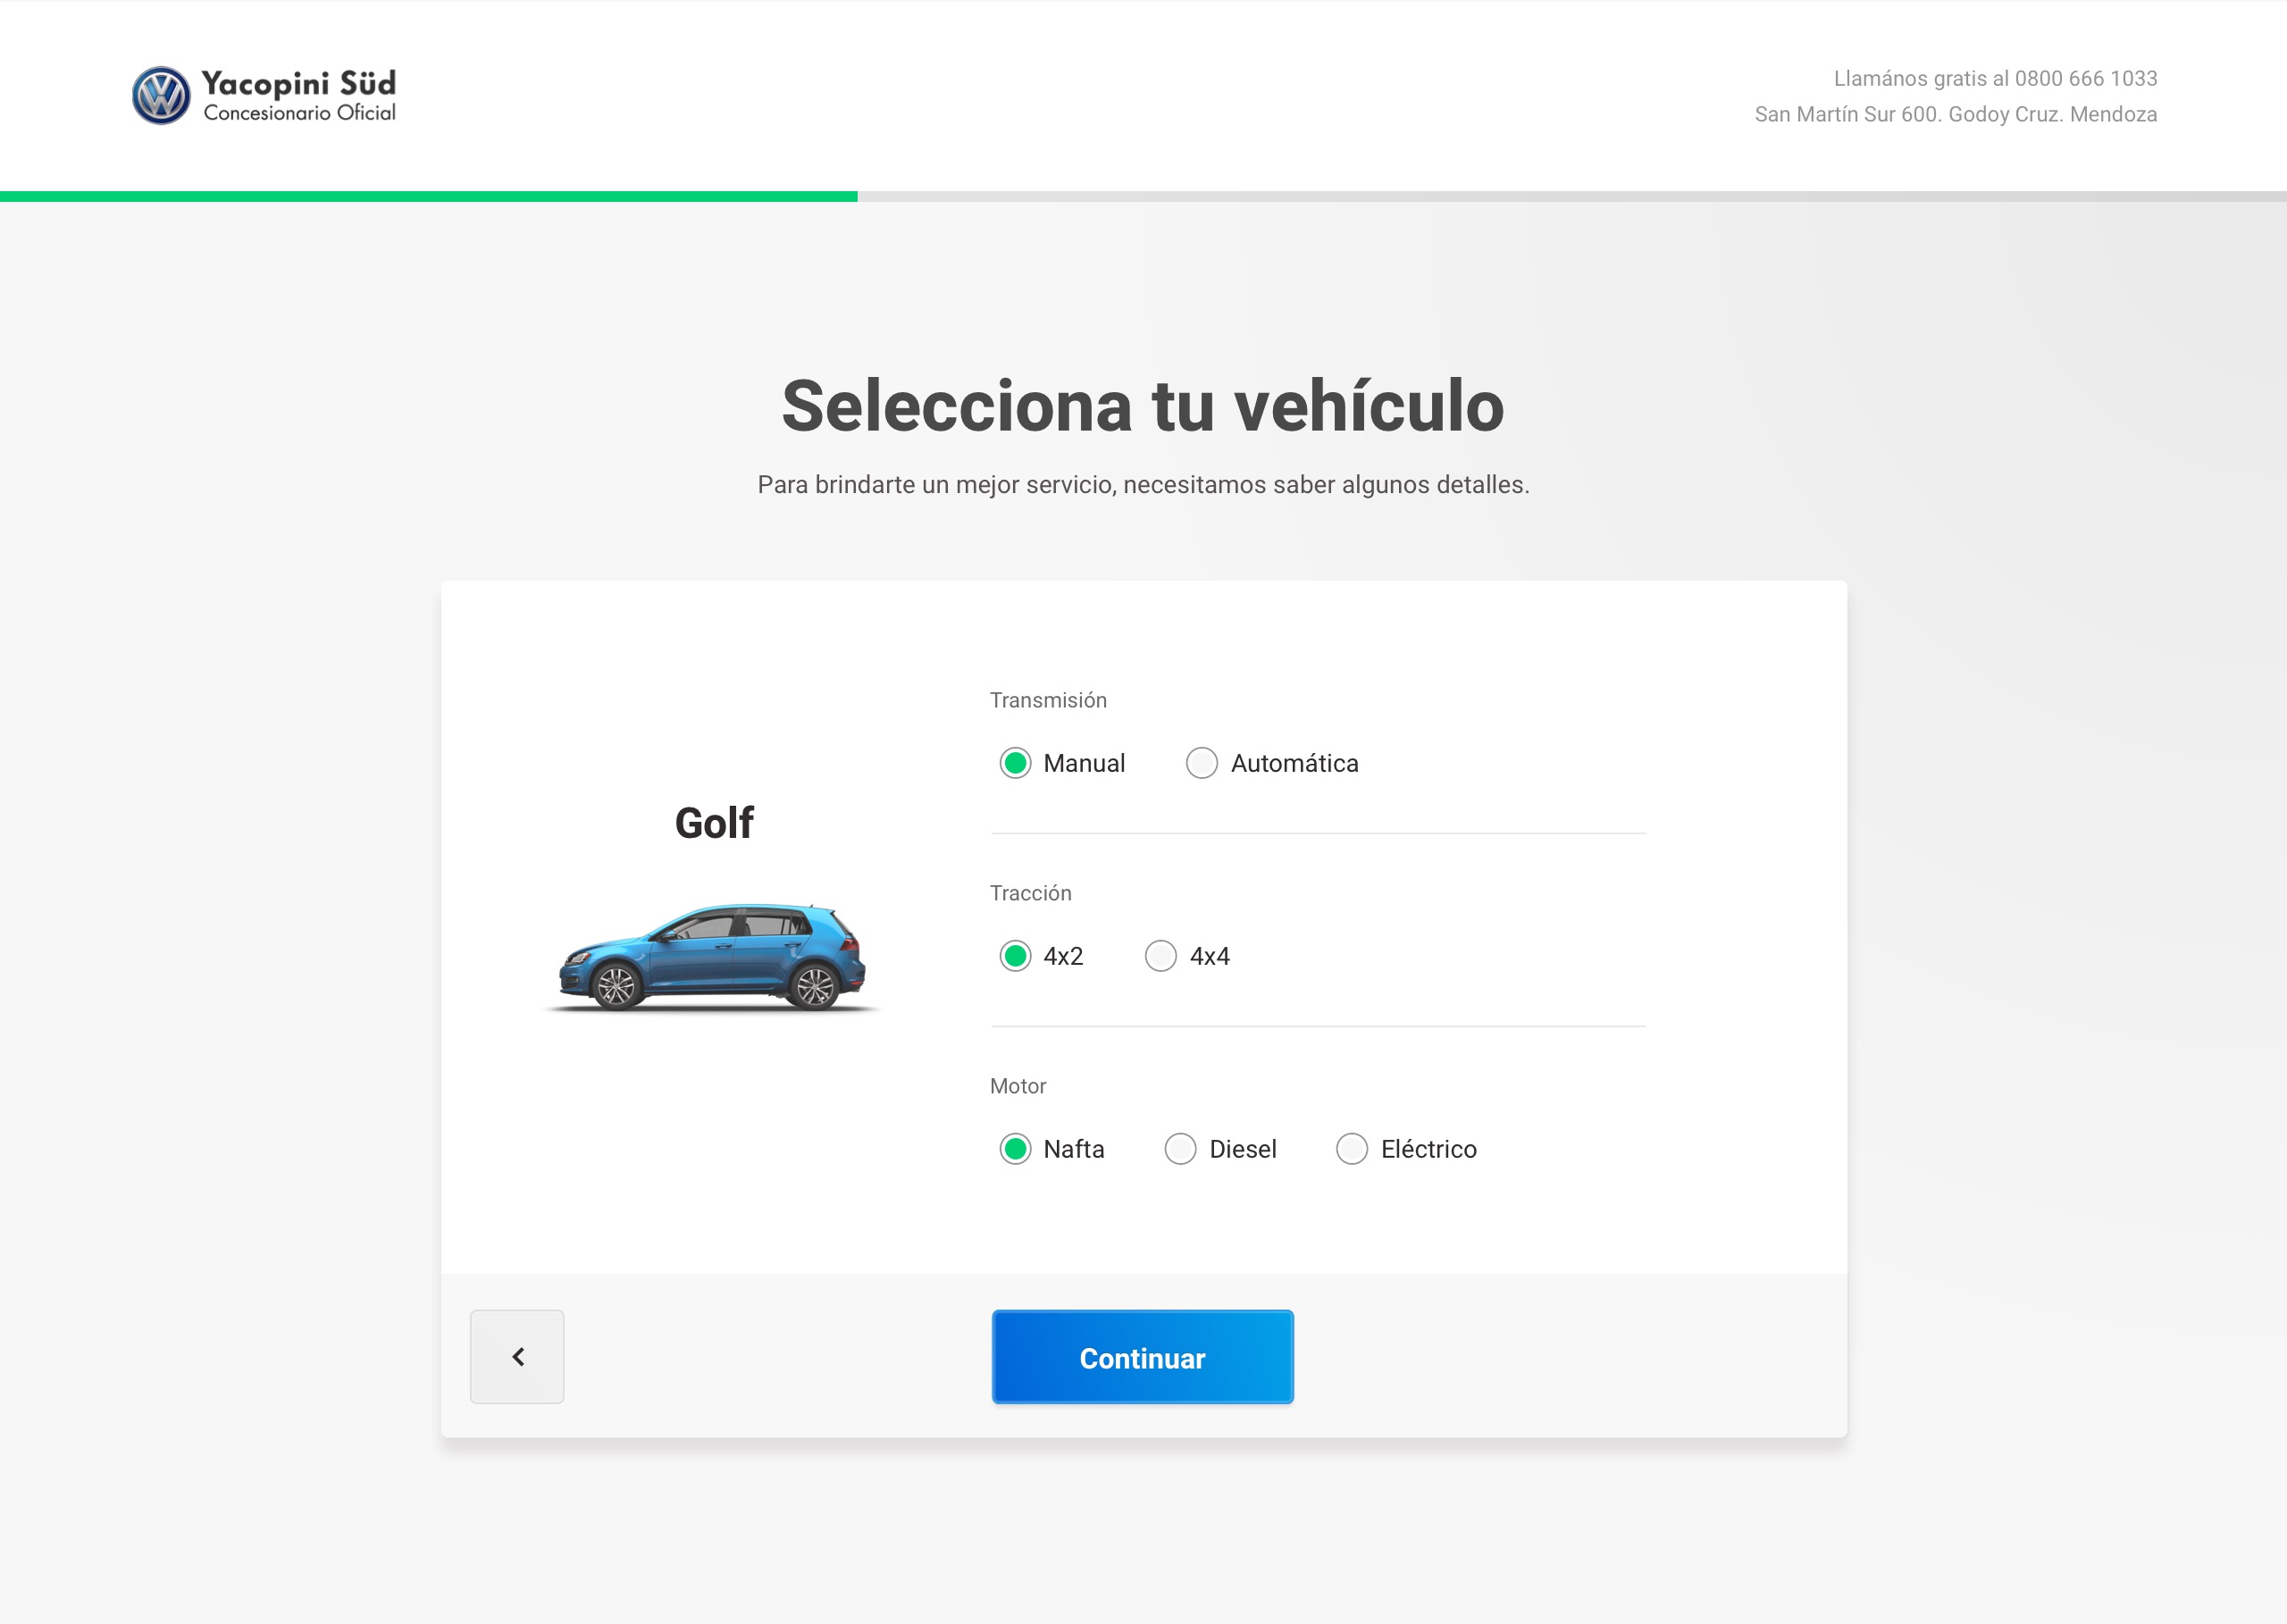 Yacopini Süd
Concesionario Oficial
Llamános gratis al 0800 666 1033
San Martín Sur 600. Godoy Cruz. Mendoza
Selecciona tu vehículo
Para brindarte un mejor servicio, necesitamos saber algunos detalles.
Golf
Transmisión
Manual Automática
Tracción
4x2 4x4
Motor
Nafta Diesel Eléctrico
Continuar